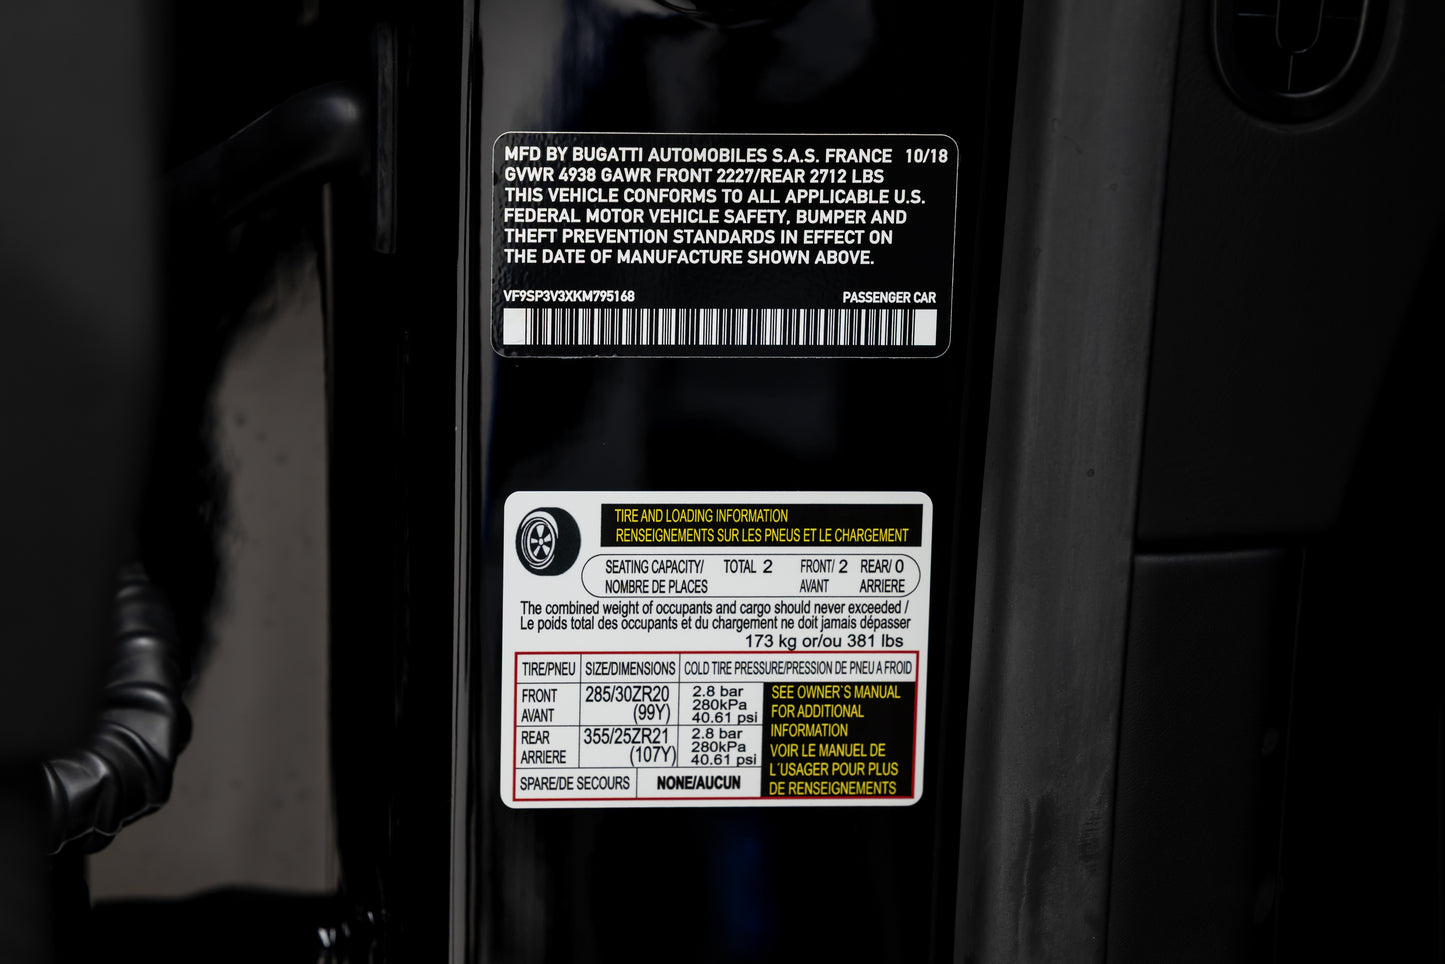 MFD BY BUGATTI AUTOMOBILES S.A.S. FRANCE 10/18
GVWR 4938 GAWR FRONT 2227/REAR 2712 LBS
THIS VEHICLE CONFORMS TO ALL APPLICABLE U.S.
FEDERAL MOTOR VEHICLE SAFETY, BUMPER AND
THEFT PREVENTION STANDARDS IN EFFECT ON
THE DATE OF MANUFACTURE SHOWN ABOVE.
VF9SP3V3XKM795168 PASSENGER CAR
TIRE AND LOADING INFORMATION
RENSEIGNEMENTS SUR LES PNEUS ET LE CHARGEMENT
SEATING CAPACITY/ TOTAL 2 FRONT/ 2 REAR/ 0
NOMBRE DE PLACES AVANT ARRIERE
The combined weight of occupants and cargo should never exceeded /
Le poids total des occupants et du chargement ne doit jamais dépasser
173 kg or/ou 381 lbs
TIRE/PNEU SIZE/DIMENSIONS COLD TIRE PRESSURE/PRESSION DE PNEU A FROID
FRONT
AVANT
285/30ZR20
(99Y)
2.8 bar
280kPa
40.61 psi
REAR
ARRIERE
355/25ZR21
(107Y)
2.8 bar
280kPa
40.61 psi
SPARE/DE SECOURS NONE/AUCUN
SEE OWNER`S MANUAL
FOR ADDITIONAL
INFORMATION
VOIR LE MANUEL DE
L´USAGER POUR PLUS
DE RENSEIGNEMENTS